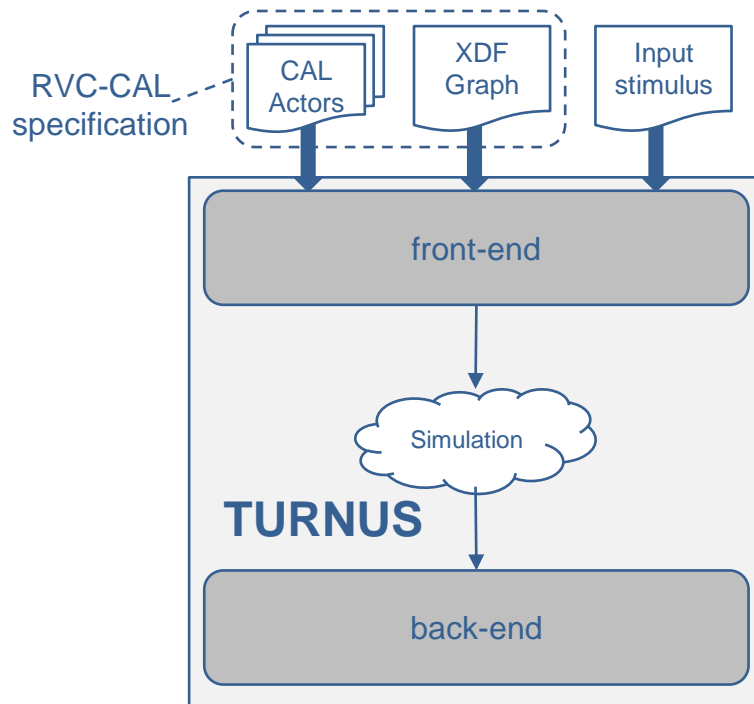 RVC-CAL
specification
CAL
Actors
XDF
Graph
Input
stimulus
front-end
Simulation
TURNUS
back-end